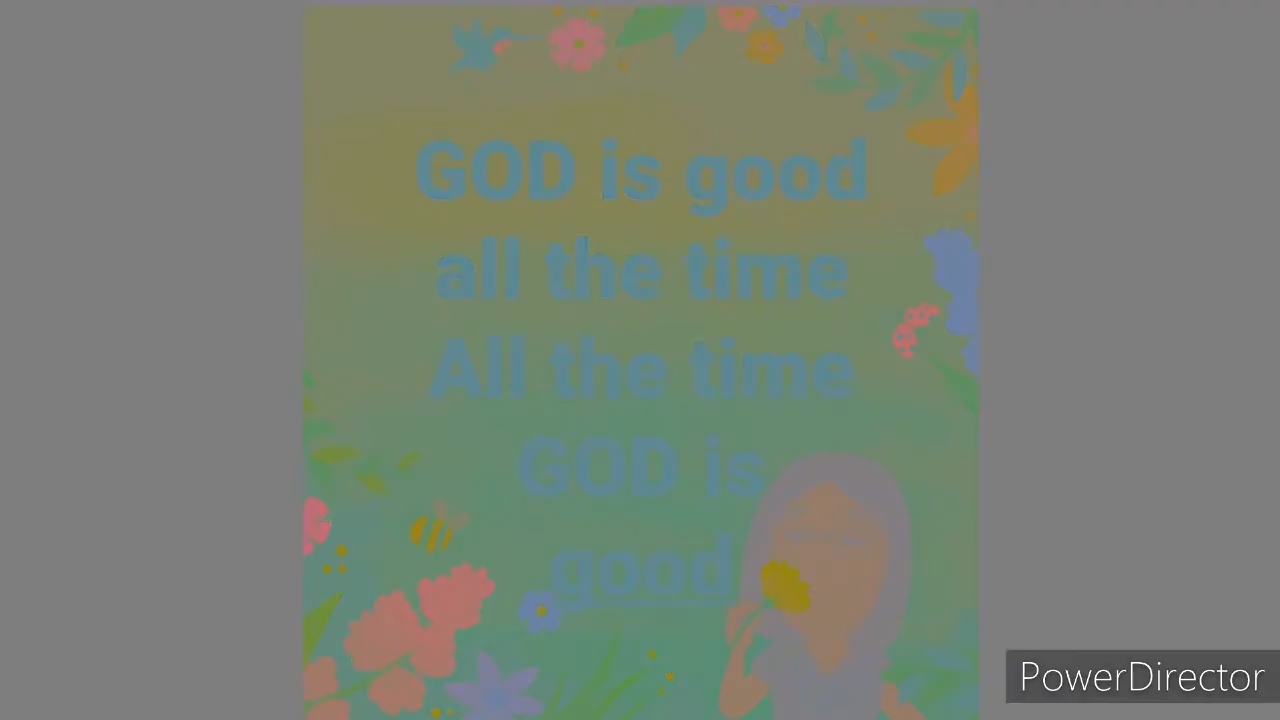 GOD is good
all the time
All the time
GOD is
good
PowerDirector